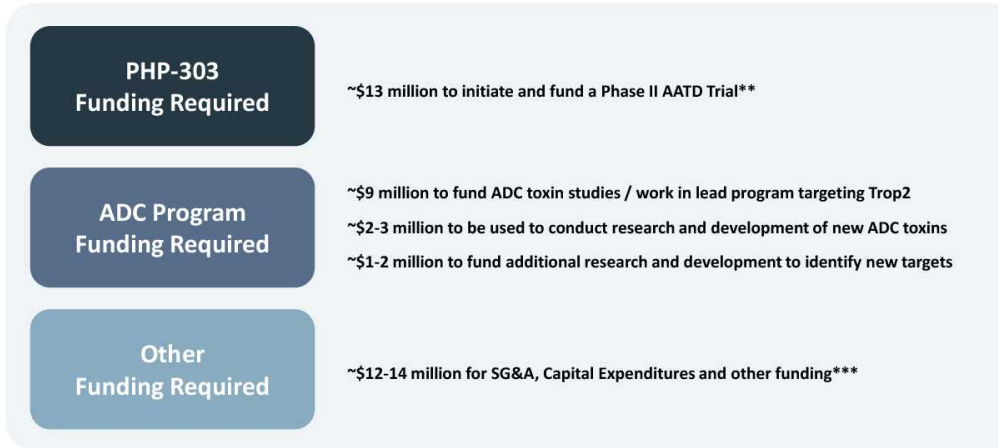 PHP-303
Funding Required
~$13 million to initiate and fund a Phase II AATD Trial**
ADC Program
Funding Required
~$9 million to fund ADC toxin studies / work in lead program targeting Trop2
~$2-3 million to be used to conduct research and development of new ADC toxins
~$1-2 million to fund additional research and development to identify new targets
Other
Funding Required
~$12-14 million for SG&A, Capital Expenditures and other funding***